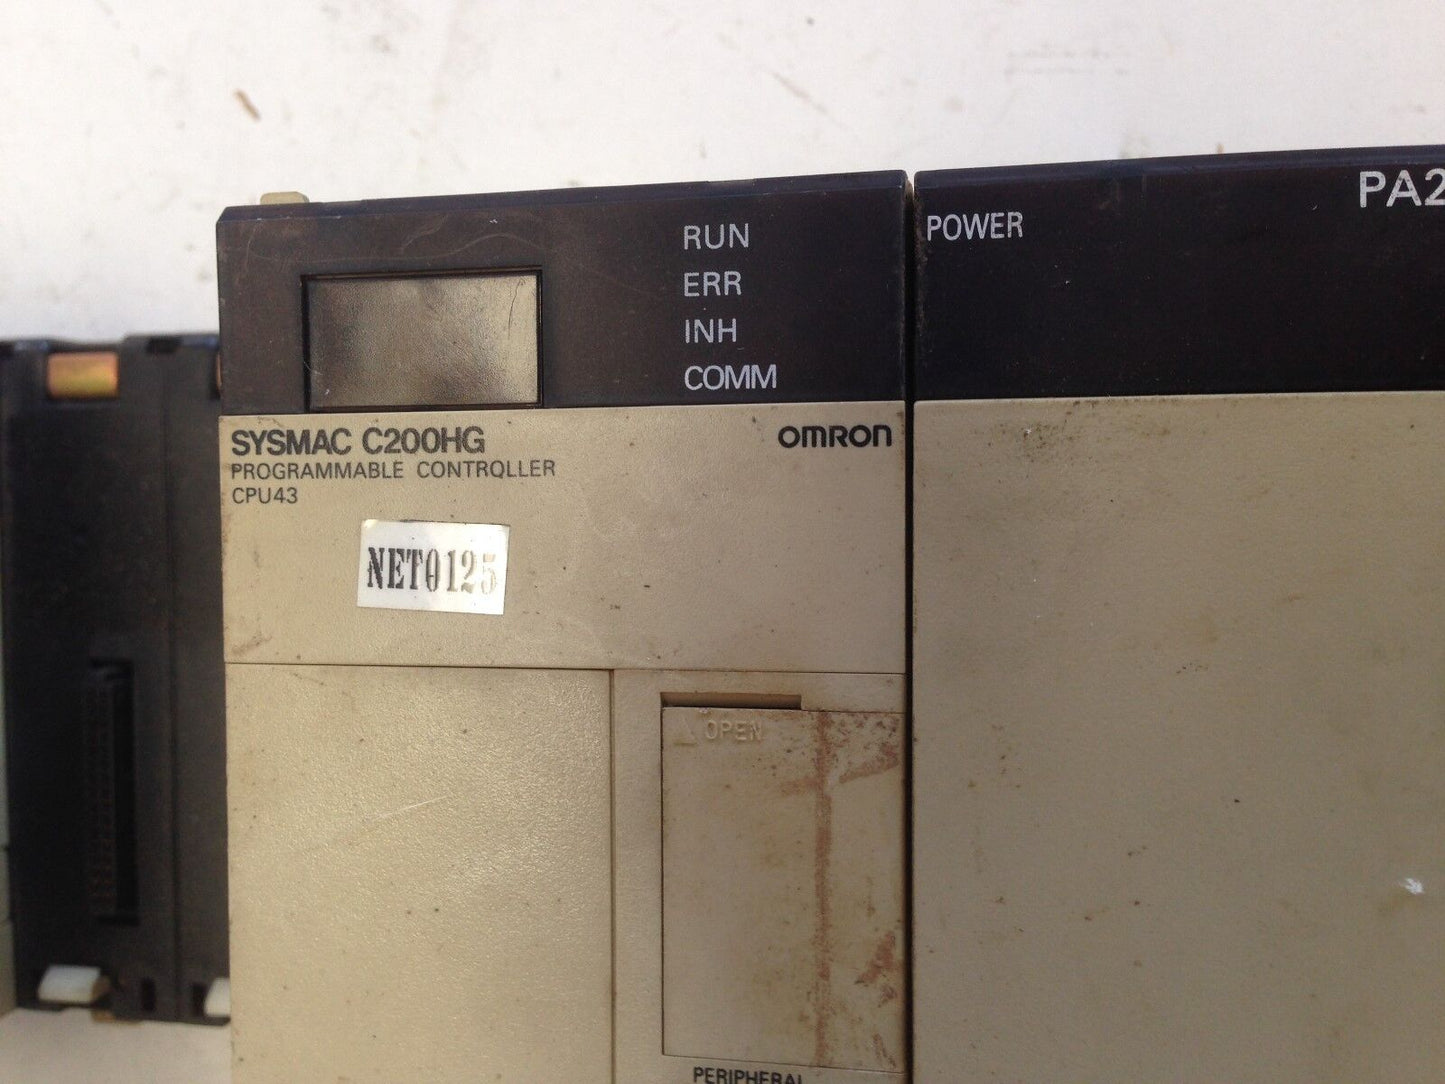 RUN
ERR
INH
COMM
SYSMAC C200HG
OMRON
PROGRAMMABLE CONTROLLER
CPU43
NET0125
OPEN
PERIPHERAL
POWER
PA2